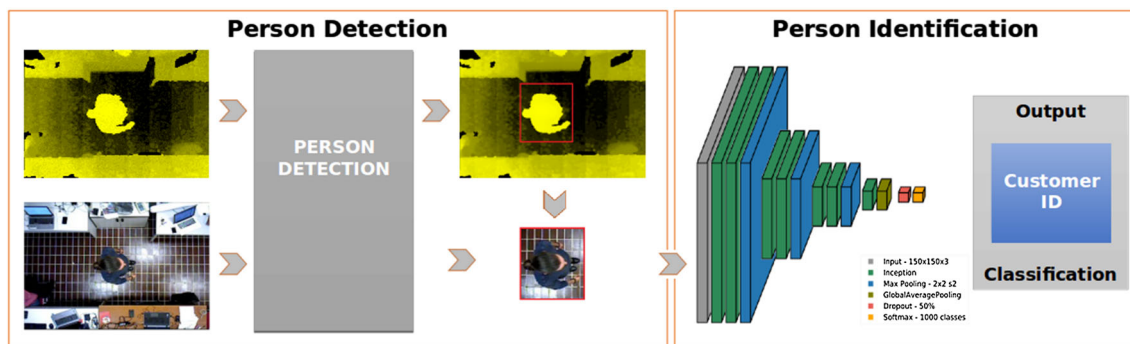 Person Detection
PERSON
DETECTION
Person Identification
Input - 150x150x3
Inception
Max Pooling - 2x2 s2
GlobalAveragePooling
Dropout - 50%
Softmax - 1000 classes
Output
Customer
ID
Classification